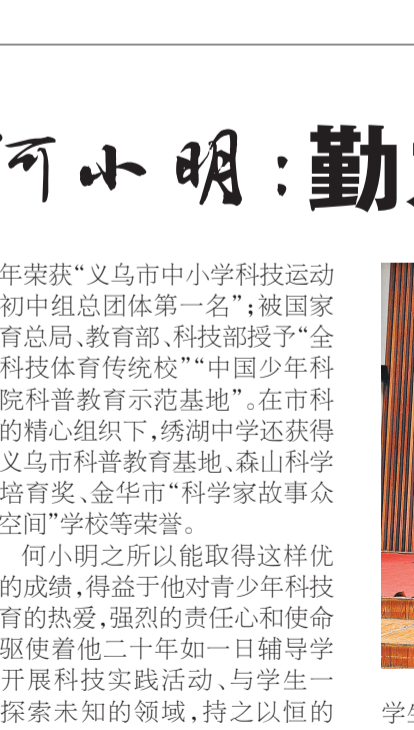 何小明:勤
年荣获“义乌市中小学科技运动
初中组总团体第一名”;被国家
育总局、教育部、科技部授予“全
科技体育传统校”“中国少年科
院科普教育示范基地”。在市科
的精心组织下,绣湖中学还获得
义乌市科普教育基地、森山科学
培育奖、金华市“科学家故事众
空间”学校等荣誉。
何小明之所以能取得这样优
的成绩,得益于他对青少年科技
育的热爱,强烈的责任心和使命
驱使着他二十年如一日辅导学
开展科技实践活动、与学生一
探索未知的领域,持之以恒的
学生